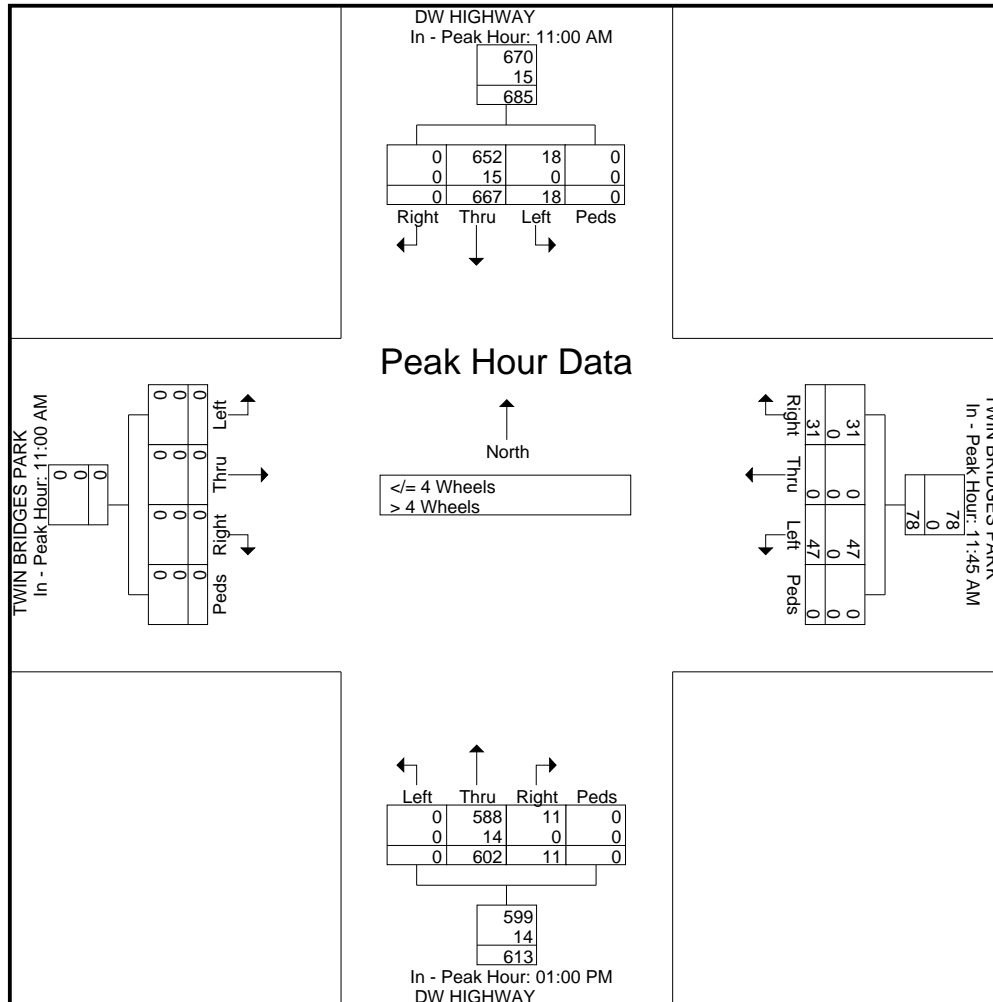 DW HIGHWAY
In - Peak Hour: 11:00 AM
670
15
685
0 652 18 0
0 15 0 0
0 667 18 0
Right Thru Left Peds
Peak Hour Data
North
</= 4 Wheels
> 4 Wheels
TWIN BRIDGES PARK
In - Peak Hour: 11:00 AM
0
0
0
0 0 0 0
0 0 0 0
0 0 0 0
Left Thru Right Peds
TWIN BRIDGES PARK
In - Peak Hour: 11:45 AM
78
0
78
31 0 47 0
0 0 0 0
31 0 47 0
Right Thru Left Peds
Left Thru Right Peds
0 588 11 0
0 14 0 0
0 602 11 0
599
14
613
In - Peak Hour: 01:00 PM
DW HIGHWAY